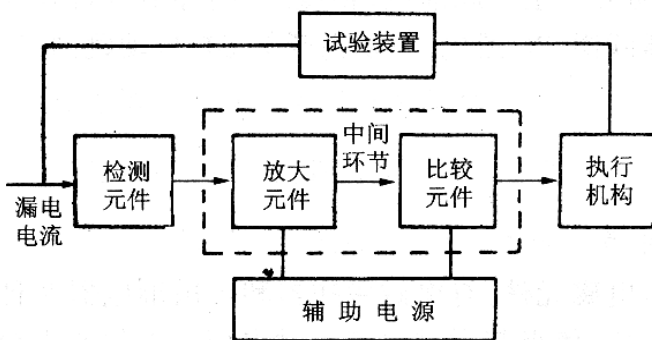 试验装置
中间
环节
检测
元件
放大
元件
比较
元件
执行
机构
漏电
电流
辅助电源